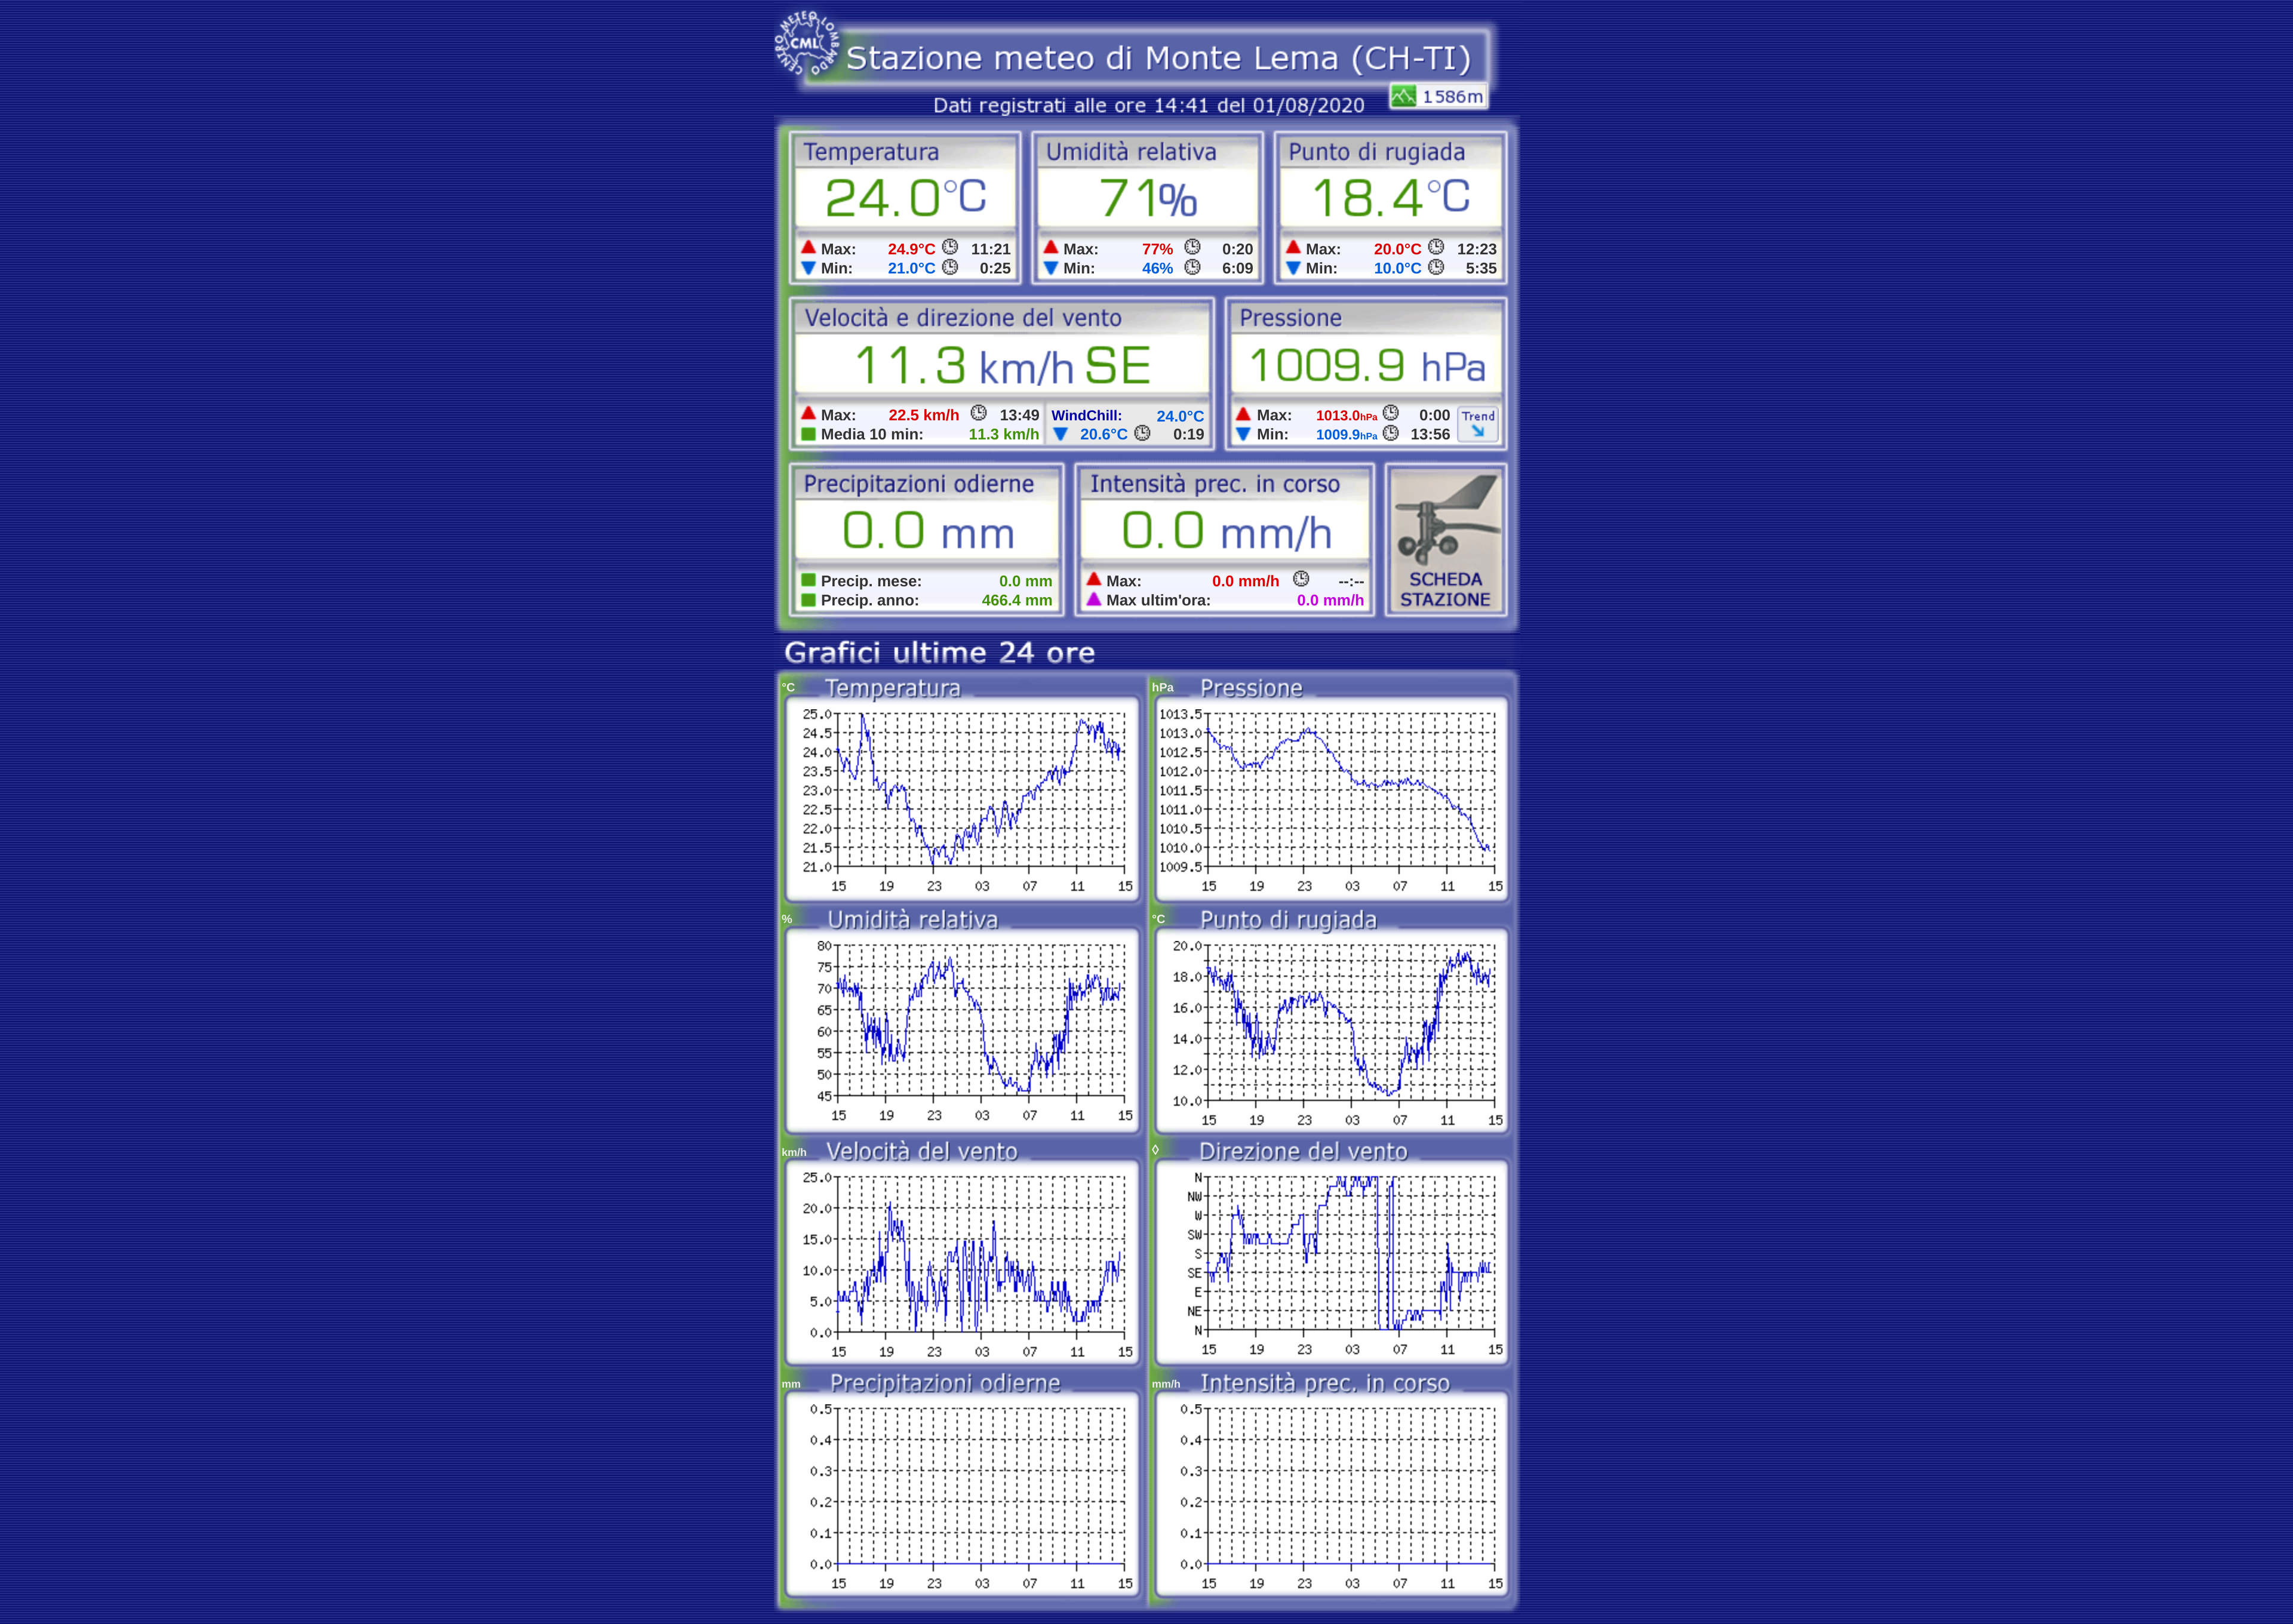 CENTRO METEO LOMBARDO
CML
Stazione meteo di Monte Lema (CH-TI)
Dati registrati alle ore 14:41 del 01/08/2020
1586m
Temperatura
24.0°C
Max: 24.9°C 11:21
Min: 21.0°C 0:25
Umidità relativa
71%
Max: 77% 0:20
Min: 46% 6:09
Punto di rugiada
18.4°C
Max: 20.0°C 12:23
Min: 10.0°C 5:35
Velocità e direzione del vento
11.3 km/h SE
Max: 22.5 km/h 13:49
Media 10 min: 11.3 km/h
WindChill: 24.0°C
20.6°C 0:19
Pressione
1009.9 hPa
Max: 1013.0hPa 0:00
Min: 1009.9hPa 13:56
Trend
Precipitazioni odierne
0.0 mm
Precip. mese: 0.0 mm
Precip. anno: 466.4 mm
Intensità prec. in corso
0.0 mm/h
Max: 0.0 mm/h --:--
Max ultim'ora: 0.0 mm/h
SCHEDA
STAZIONE
Grafici ultime 24 ore
°C Temperatura
25.0
24.5
24.0
23.5
23.0
22.5
22.0
21.5
21.0
15 19 23 03 07 11 15
hPa Pressione
1013.5
1013.0
1012.5
1012.0
1011.5
1011.0
1010.5
1010.0
1009.5
15 19 23 03 07 11 15
% Umidità relativa
80
75
70
65
60
55
50
45
15 19 23 03 07 11 15
°C Punto di rugiada
20.0
18.0
16.0
14.0
12.0
10.0
15 19 23 03 07 11 15
km/h Velocità del vento
25.0
20.0
15.0
10.0
5.0
0.0
15 19 23 03 07 11 15
◊ Direzione del vento
N
NW
W
SW
S
SE
E
NE
N
15 19 23 03 07 11 15
mm Precipitazioni odierne
0.5
0.4
0.3
0.2
0.1
0.0
15 19 23 03 07 11 15
mm/h Intensità prec. in corso
0.5
0.4
0.3
0.2
0.1
0.0
15 19 23 03 07 11 15